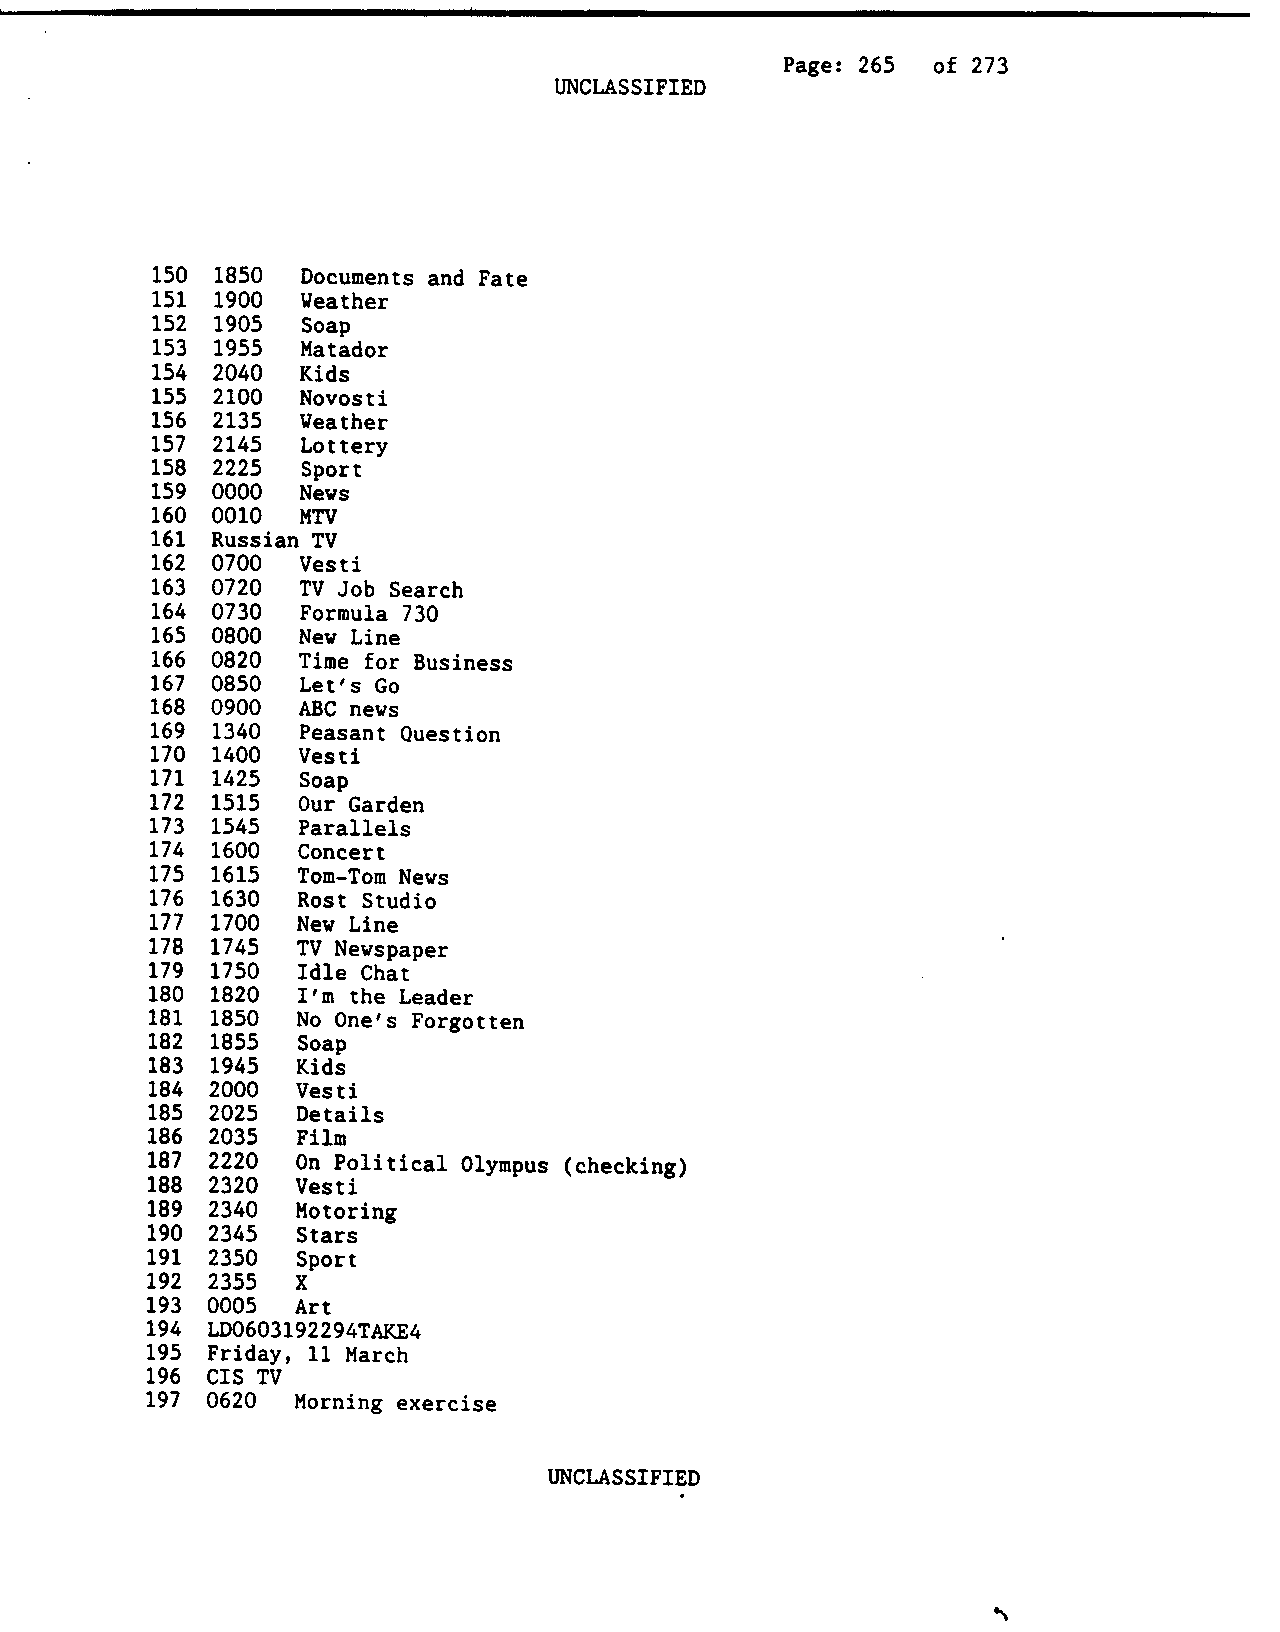 Page: 265 of 273
UNCLASSIFIED
150 1850 Documents and Fate
151 1900 Weather
152 1905 Soap
153 1955 Matador
154 2040 Kids
155 2100 Novosti
156 2135 Weather
157 2145 Lottery
158 2225 Sport
159 0000 News
160 0010 MTV
161 Russian TV
162 0700 Vesti
163 0720 TV Job Search
164 0730 Formula 730
165 0800 New Line
166 0820 Time for Business
167 0850 Let's Go
168 0900 ABC news
169 1340 Peasant Question
170 1400 Vesti
171 1425 Soap
172 1515 Our Garden
173 1545 Parallels
174 1600 Concert
175 1615 Tom-Tom News
176 1630 Rost Studio
177 1700 New Line
178 1745 TV Newspaper
179 1750 Idle Chat
180 1820 I'm the Leader
181 1850 No One's Forgotten
182 1855 Soap
183 1945 Kids
184 2000 Vesti
185 2025 Details
186 2035 Film
187 2220 On Political Olympus (checking)
188 2320 Vesti
189 2340 Motoring
190 2345 Stars
191 2350 Sport
192 2355 X
193 0005 Art
194 LD0603192294TAKE4
195 Friday, 11 March
196 CIS TV
197 0620 Morning exercise
UNCLASSIFIED